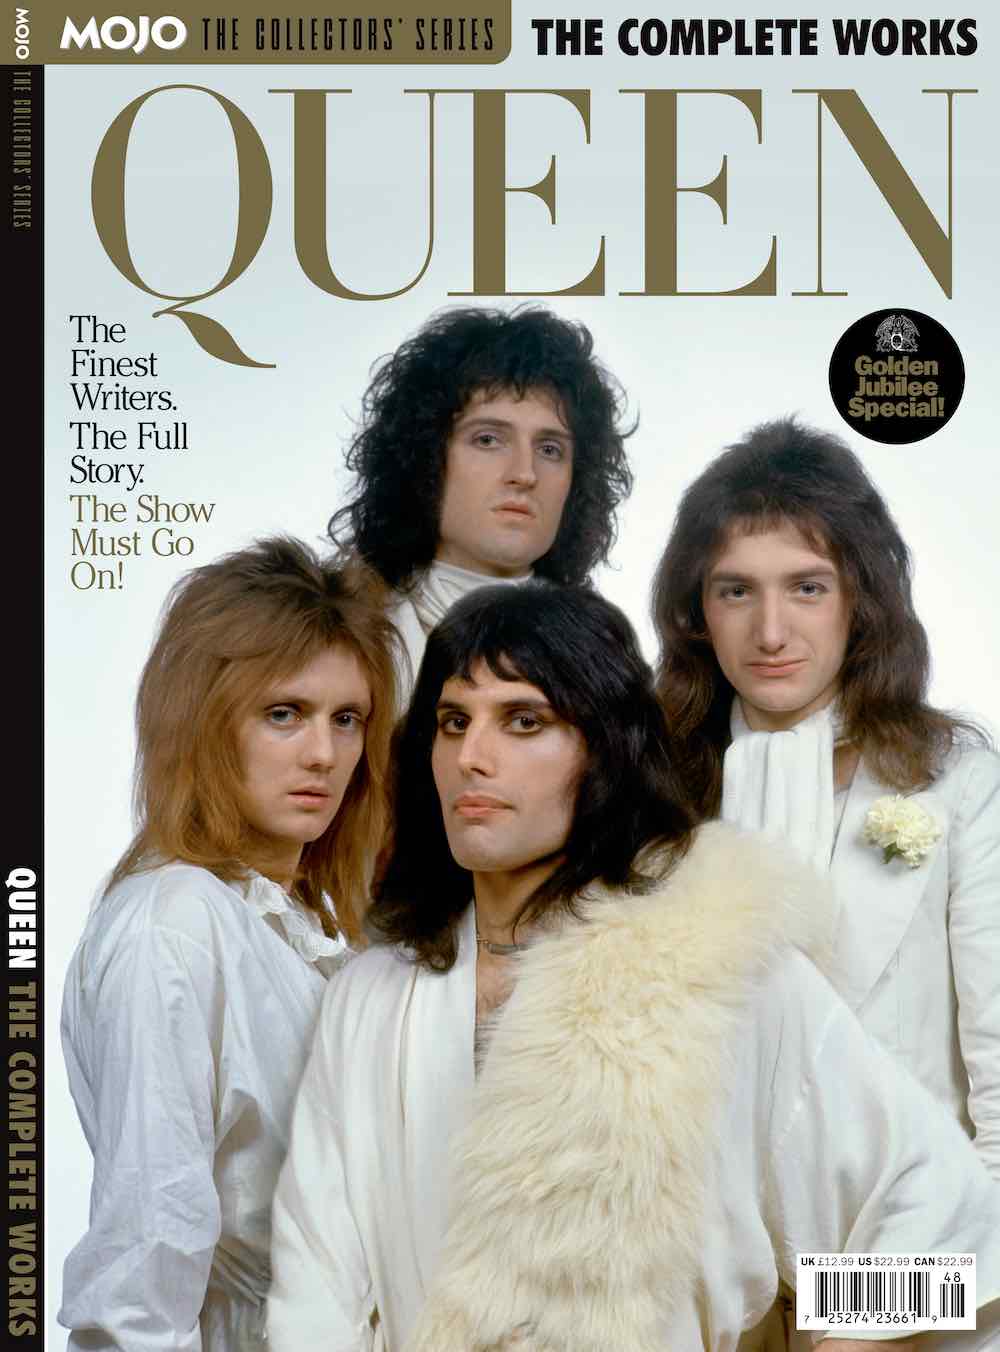 MOJO THE COLLECTORS' SERIES
THE COMPLETE WORKS
QUEEN
The
Finest
Writers.
The Full
Story.
The Show
Must Go
On!
Q
Golden
Jubilee
Special!
MOJO THE COLLECTORS' SERIES
QUEEN THE COMPLETE WORKS
UK £12.99 US $22.99 CAN $22.99
48
7 25274 23661 9